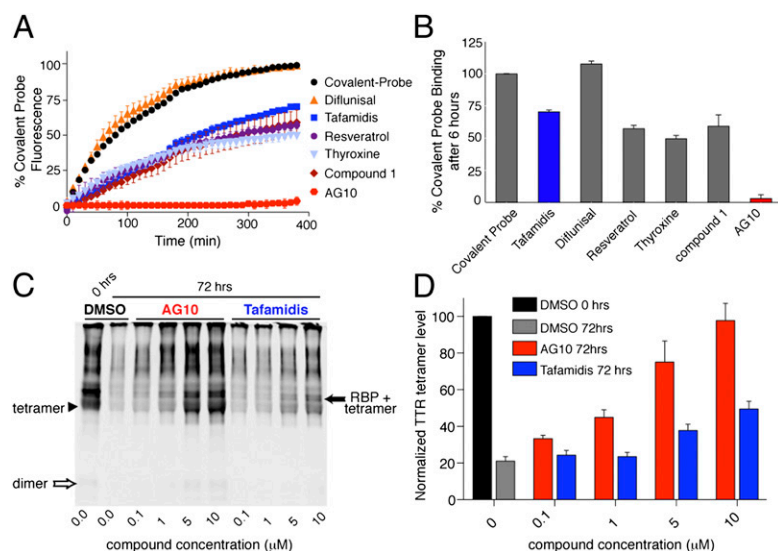 A
% Covalent Probe
Fluorescence
100
75
50
25
0
0
100
200
300
400
Time (min)
Covalent-Probe
Diflunisal
Tafamidis
Resveratrol
Thyroxine
Compound 1
AG10
B
% Covalent Probe Binding
after 6 hours
125
100
75
50
25
0
Covalent Probe
Tafamidis
Diflunisal
Resveratrol
Thyroxine
compound 1
AG10
C
0 hrs
72 hrs
DMSO
AG10
Tafamidis
tetramer
RBP +
tetramer
dimer
0.0 0.0 0.1 1 5 10 0.1 1 5 10
compound concentration (μM)
D
Normalized TTR tetramer level
100
80
60
40
20
0
DMSO 0 hrs
DMSO 72hrs
AG10 72hrs
Tafamidis 72 hrs
0 0.1 1 5 10
compound concentration (μM)